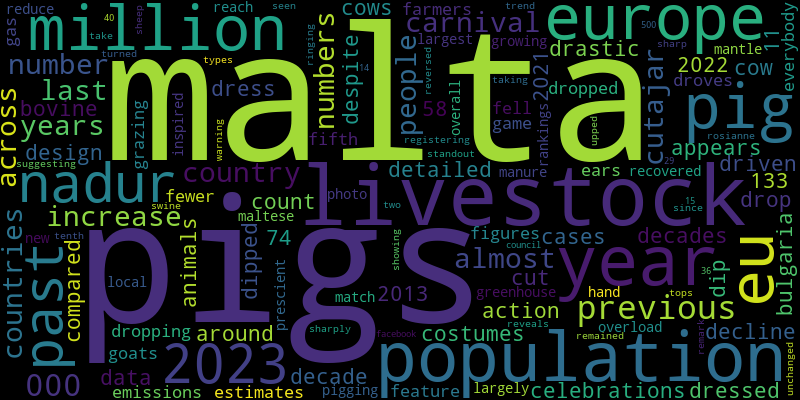 reduce
gas
million
number
last
bovine
years
design
across
nadur
increase
suggesting
swine
new
tenth
countries
past
compared
local
dropping
goats
000
data
emissions
40
take
turned
sheep
types
malta
grazing
inspired
dress
warning
country
fewer
count
maltese
animals
dipped
74
prescient
pigs
around
2023
decade
estimates
ringing
numbers
fifth
despite
14
cows
reach
people
reversed
carnival
58
detailed
livestock
photo
two
match
2013
showing
sharply
facebook
council
costumes
population
pigging
feature
largely
farmers
largest
growing
trend
seen
overall
registering
standout
fell
game
taking
rankings
2021
manure
figures
almost
greenhouse
action
reveals
celebrations
europe
500
sharp
drastic
dropped
upped
ears
cases
cut
year
hand
previous
overload
remained
cutajar
2022
mantle
cow
droves
11
everybody
pig
rosianne
appears
29
recovered
driven
133
drop
15
since
decades
36
dip
eu
bulgaria
tops
decline
remark
dressed
unchanged